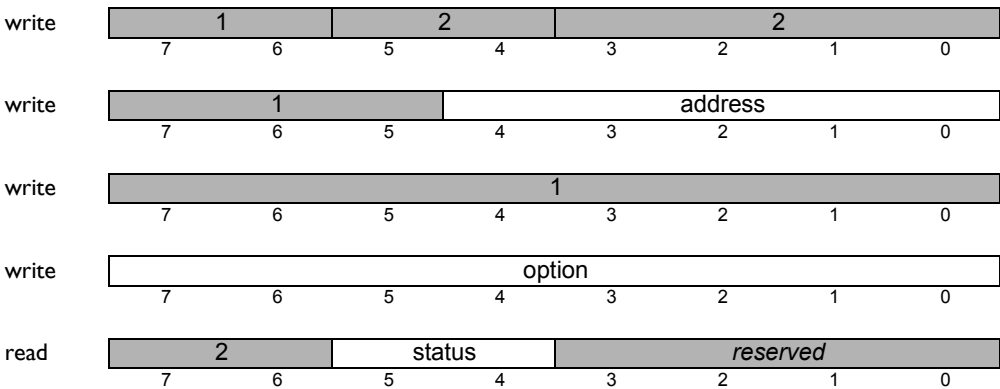 write 1 2 2
7 6 5 4 3 2 1 0
write 1 address
7 6 5 4 3 2 1 0
write 1
7 6 5 4 3 2 1 0
write option
7 6 5 4 3 2 1 0
read 2 status reserved
7 6 5 4 3 2 1 0